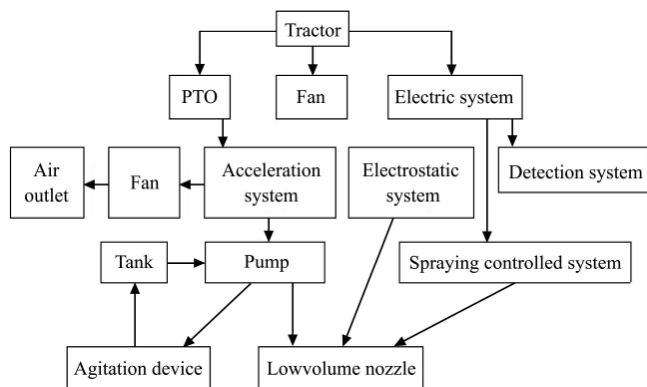 Tractor
PTO
Fan
Electric system
Air
outlet
Fan
Acceleration
system
Electrostatic
system
Detection system
Tank
Pump
Spraying controlled system
Agitation device
Lowvolume nozzle